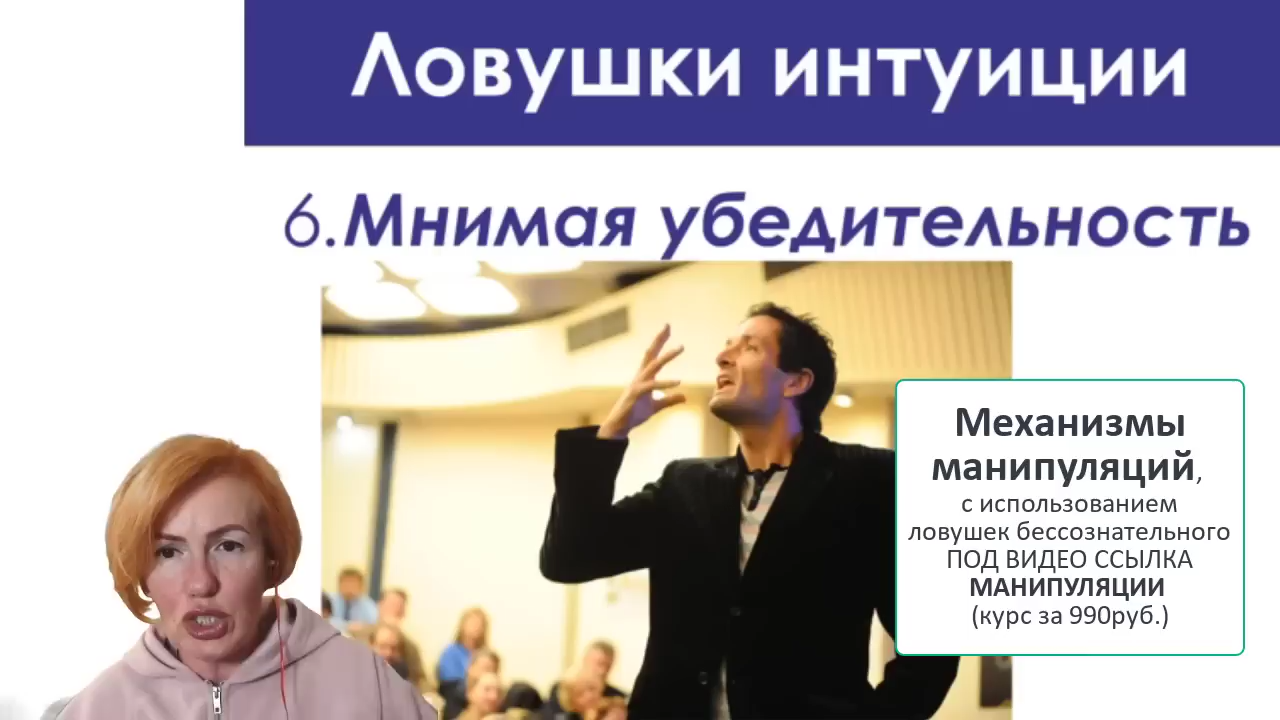 Ловушки интуиции
6.Мнимая убедительность
Механизмы
манипуляций,
с использованием
ловушек бессознательного
ПОД ВИДЕО ССЫЛКА
МАНИПУЛЯЦИИ
(курс за 990руб.)